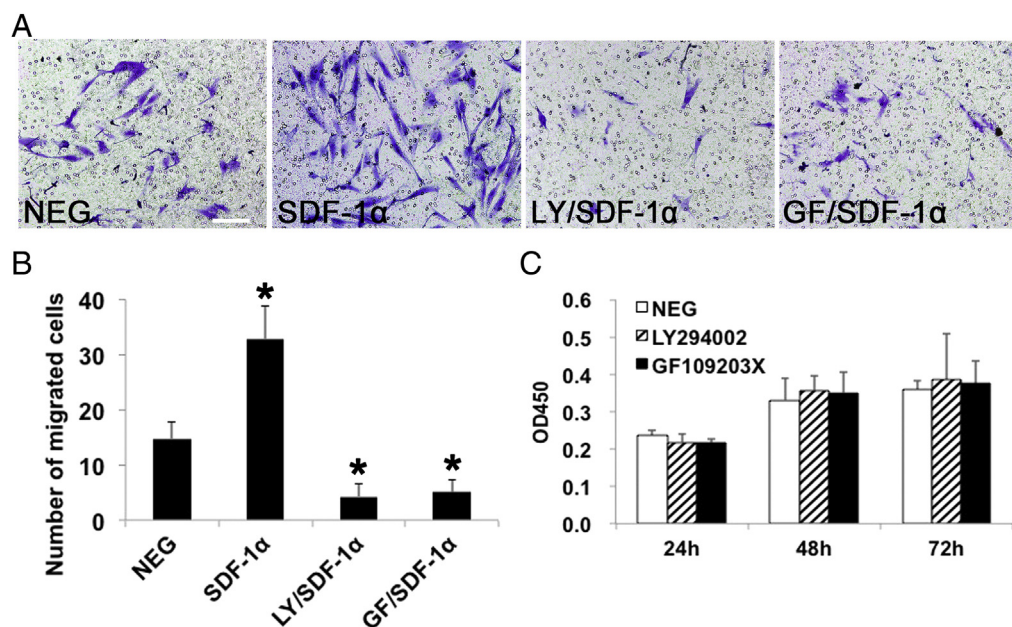 A
NEG
SDF-1α
LY/SDF-1α
GF/SDF-1α
B
Number of migrated cells
40
30
20
10
0
*
*
*
*
NEG
SDF-1α
LY/SDF-1α
GF/SDF-1α
C
OD450
0.6
0.5
0.4
0.3
0.2
0.1
0.0
NEG
LY294002
GF109203X
24h
48h
72h